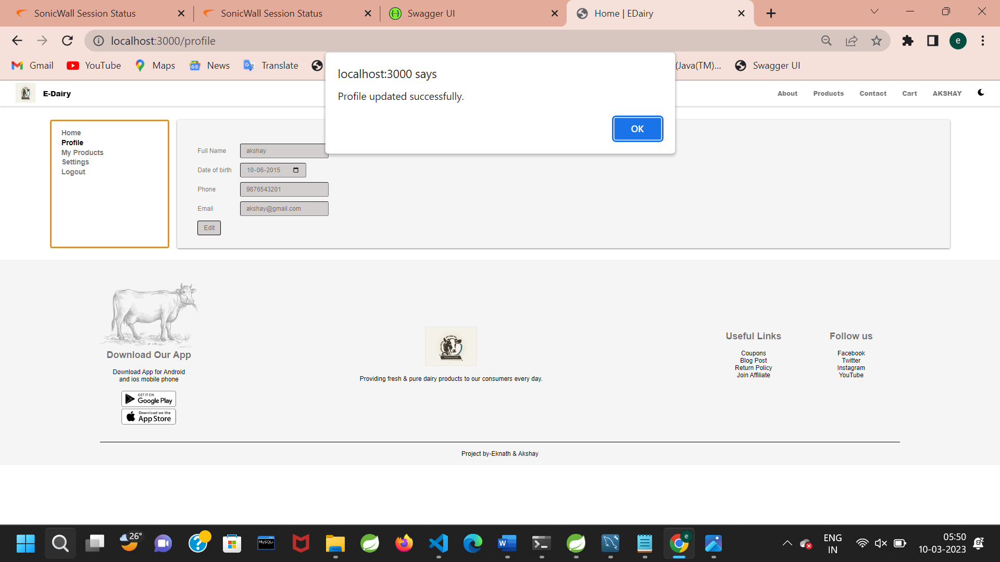 SonicWall Session Status
SonicWall Session Status
Swagger UI
Home | EDairy
localhost:3000/profile
e
Gmail
YouTube
Maps
News
Translate
(Java(TM)...
Swagger UI
localhost:3000 says
Profile updated successfully.
OK
E-Dairy
About
Products
Contact
Cart
AKSHAY
Home
Profile
My Products
Settings
Logout
Full Name
akshay
Date of birth
10-06-2015
Phone
9876543201
Email
akshay@gmail.com
Edit
Download Our App
Download App for Android
and ios mobile phone
GET IT ON
Google Play
Download on the
App Store
Providing fresh & pure dairy products to our consumers every day.
Useful Links
Coupons
Blog Post
Return Policy
Join Affiliate
Follow us
Facebook
Twitter
Instagram
YouTube
Project by-Eknath & Akshay
26°
MySQL
ENG
IN
05:50
10-03-2023